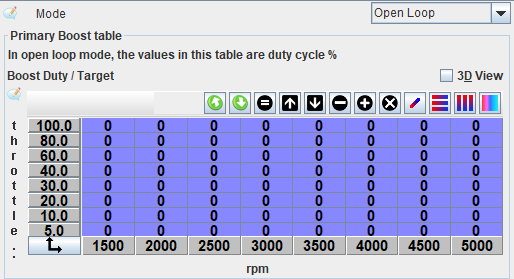 Mode Open Loop
Primary Boost table
In open loop mode, the values in this table are duty cycle %
Boost Duty / Target 3D View
throttle :
100.0 0 0 0 0 0 0 0 0
80.0 0 0 0 0 0 0 0 0
60.0 0 0 0 0 0 0 0 0
40.0 0 0 0 0 0 0 0 0
30.0 0 0 0 0 0 0 0 0
20.0 0 0 0 0 0 0 0 0
10.0 0 0 0 0 0 0 0 0
5.0 0 0 0 0 0 0 0 0
1500 2000 2500 3000 3500 4000 4500 5000
rpm